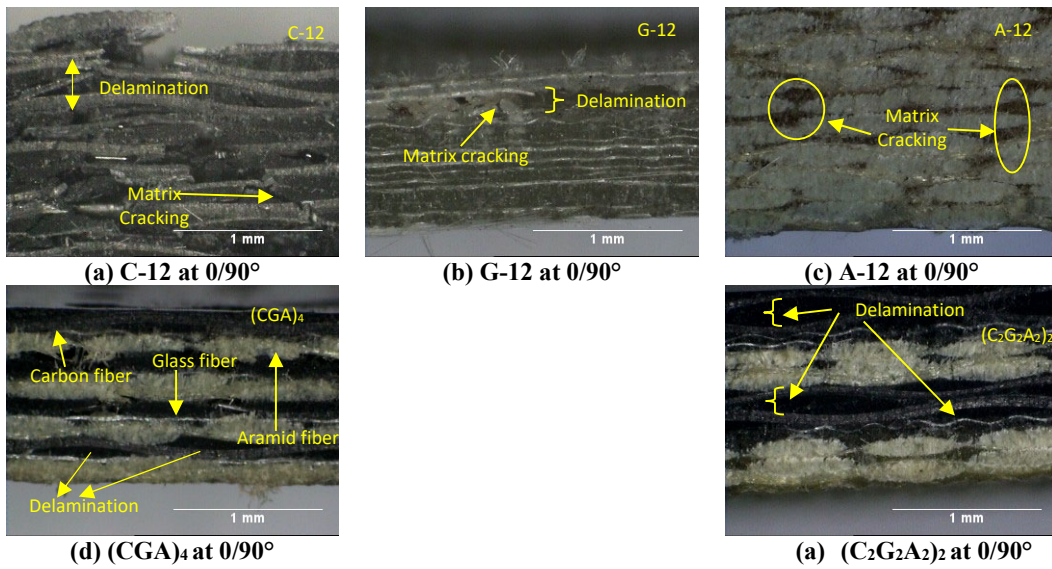 C-12
Delamination
Matrix
Cracking
1 mm
(a) C-12 at 0/90°
G-12
Delamination
Matrix cracking
1 mm
(b) G-12 at 0/90°
A-12
Matrix
Cracking
1 mm
(c) A-12 at 0/90°
(CGA)₄
Glass fiber
Carbon fiber
Aramid fiber
Delamination
1 mm
(d) (CGA)₄ at 0/90°
Delamination
(C₂G₂A₂)₂
1 mm
(a) (C₂G₂A₂)₂ at 0/90°